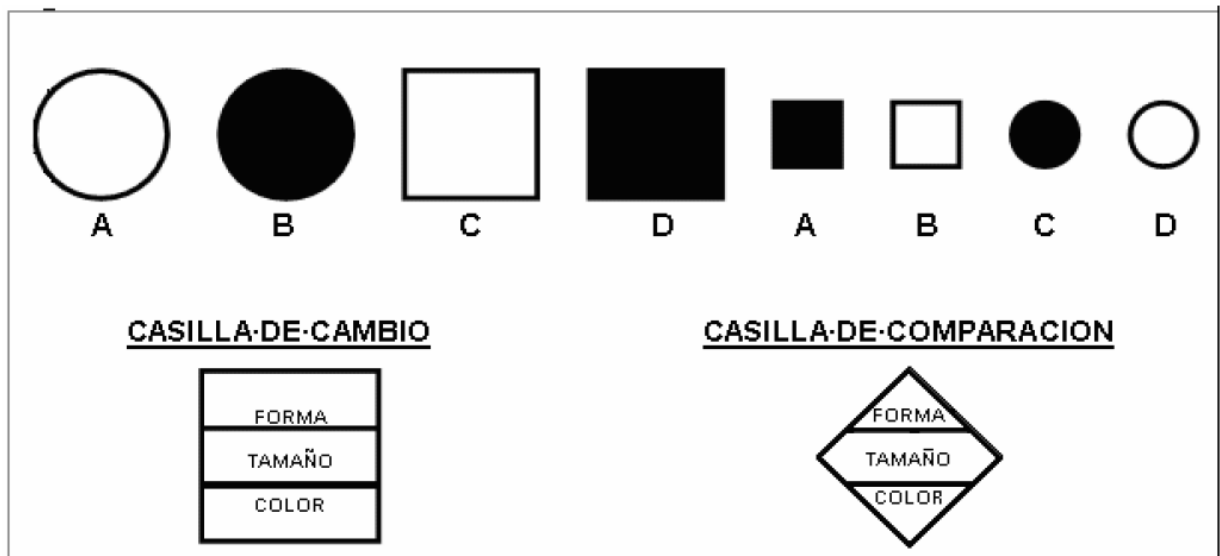 A B C D A B C D
CASILLA·DE·CAMBIO CASILLA·DE·COMPARACION
FORMA FORMA
TAMAÑO TAMAÑO
COLOR COLOR